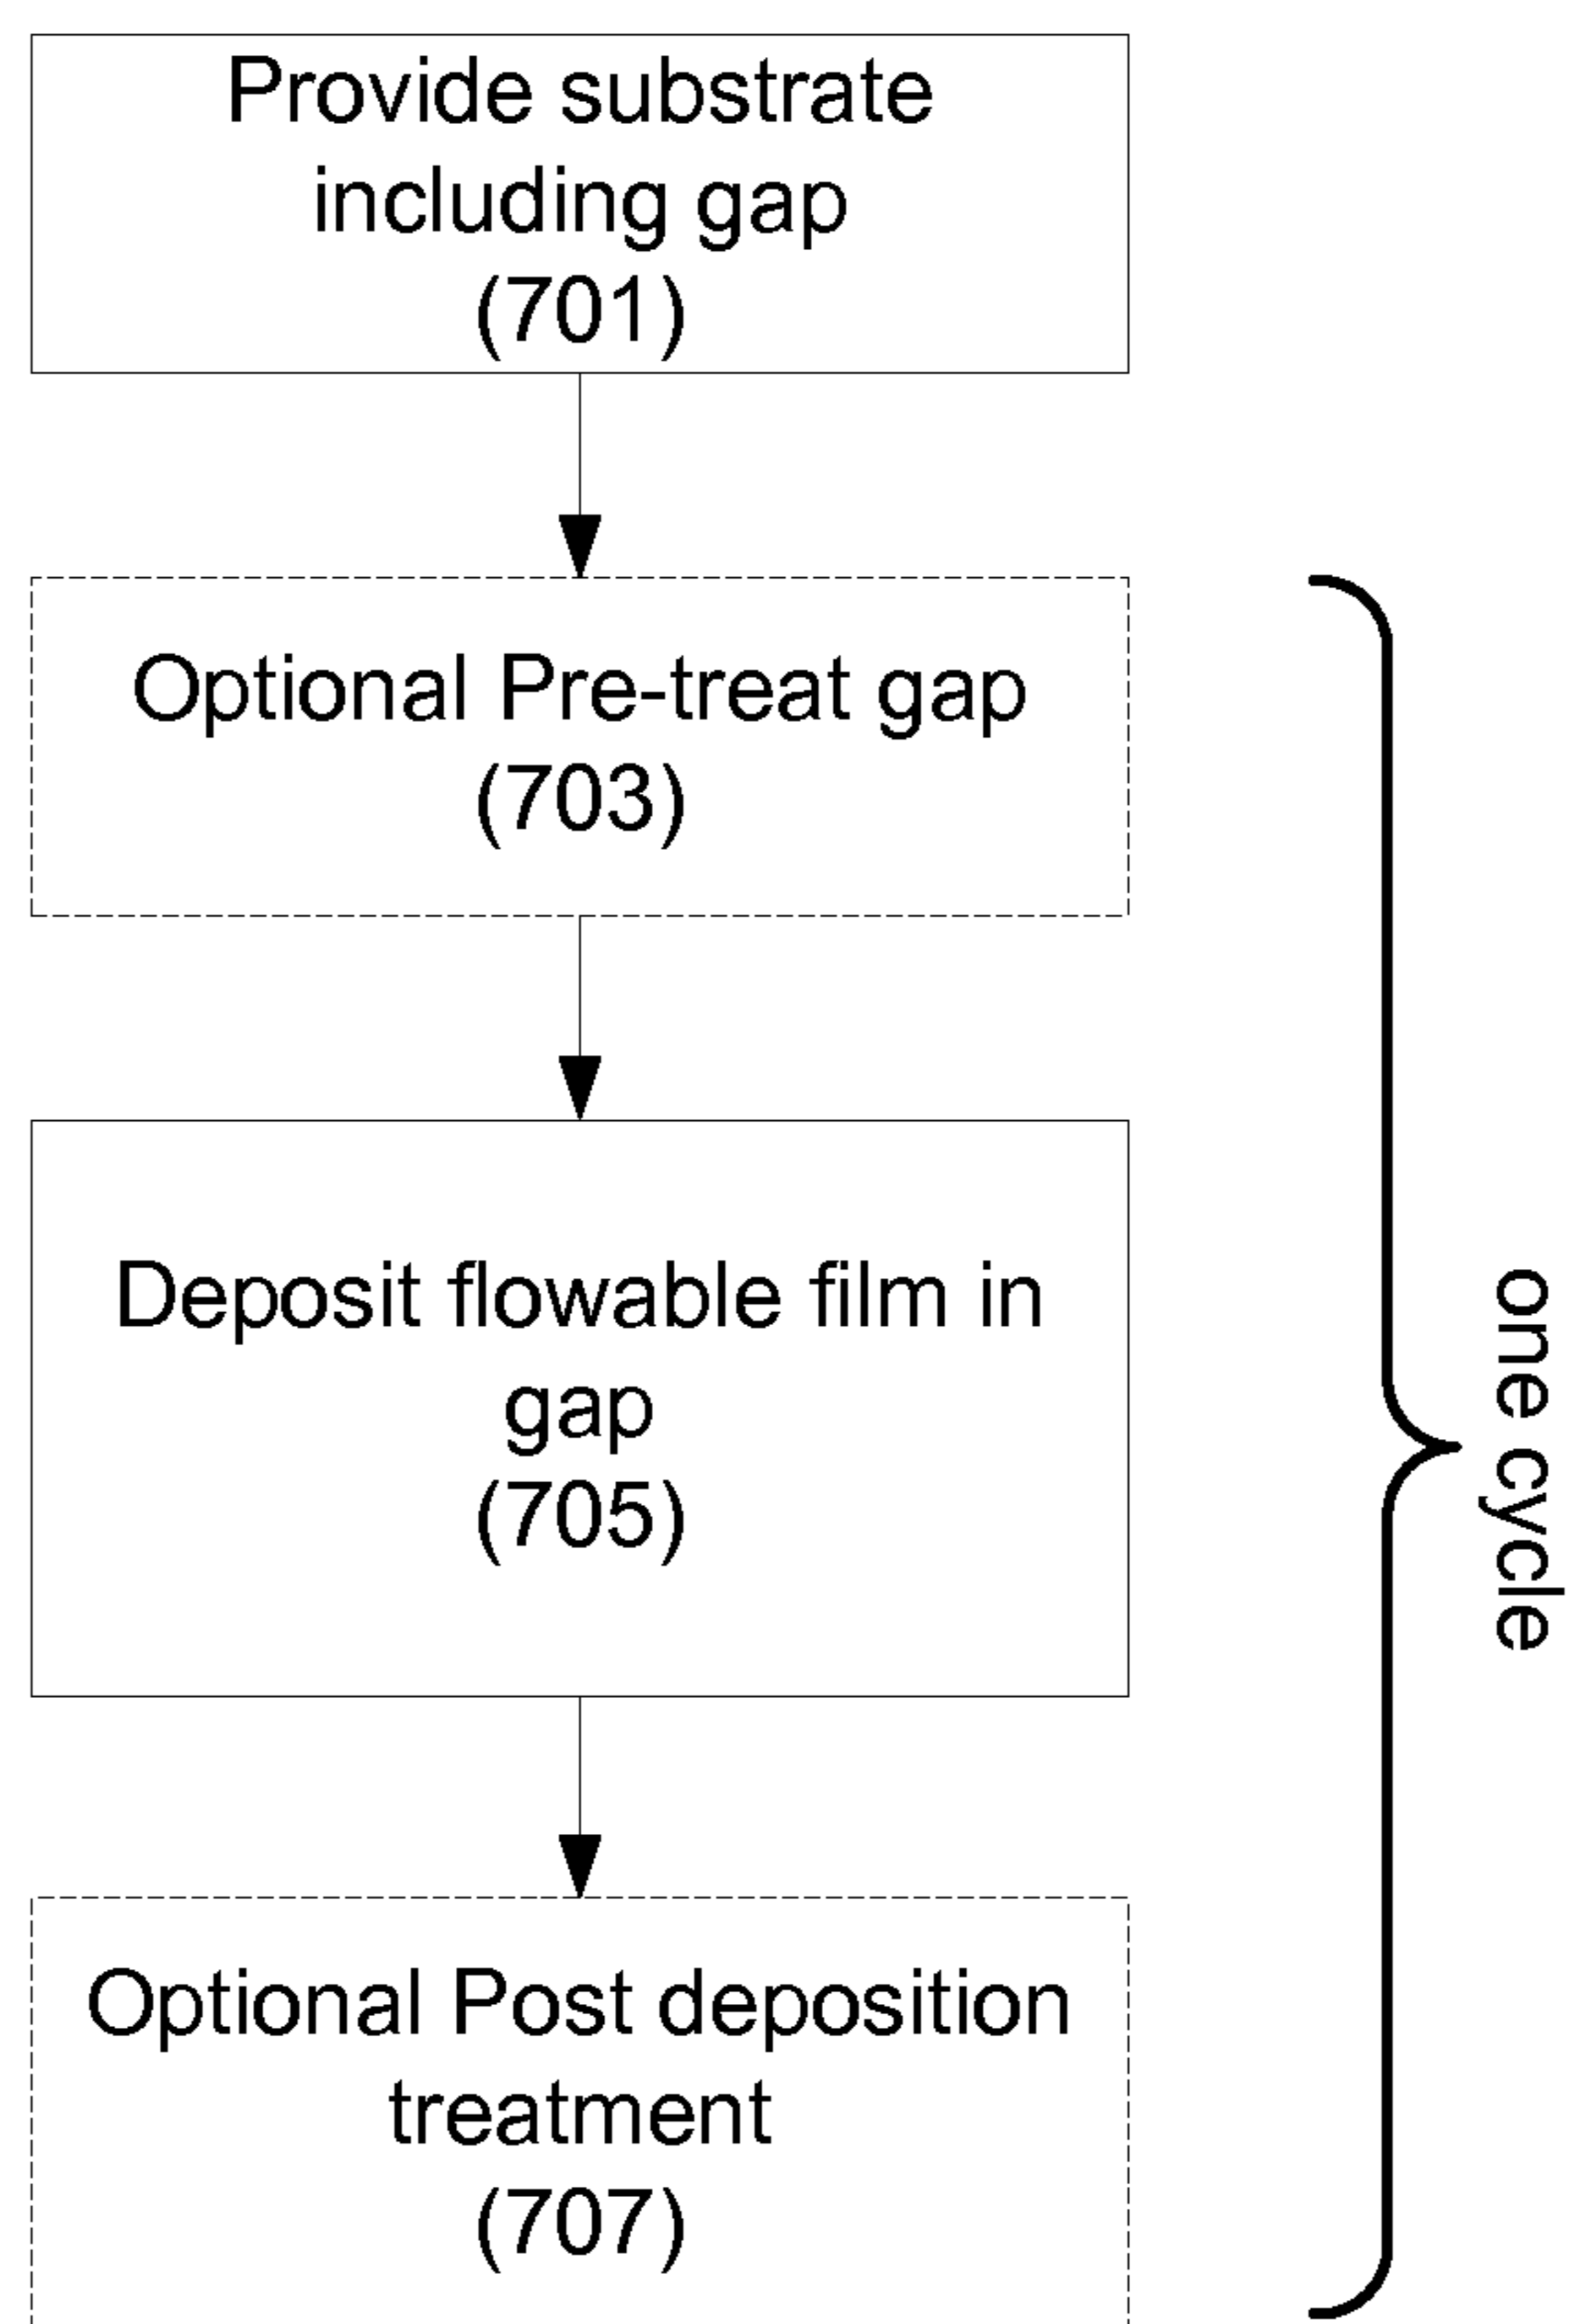 Provide substrate
including gap
(701)
Optional Pre-treat gap
(703)
Deposit flowable film in
gap
(705)
Optional Post deposition
treatment
(707)
one cycle